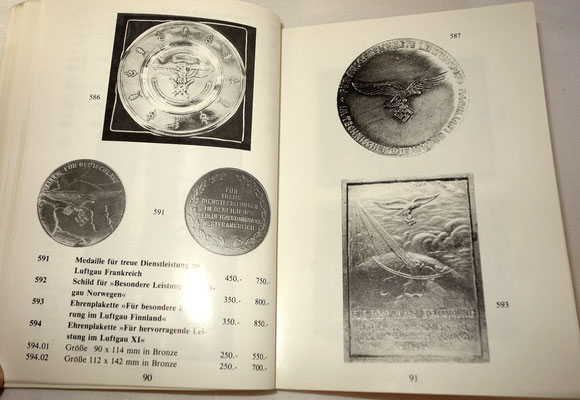 586
591
FÜR
TREUE
DIENSTLEISTUNGEN
IM BEREICH DES
FELDLUFTGAUKOMMANDOS
WESTFRANKREICH
591 Medaille für treue Dienstleistung im
Luftgau Frankreich 450.- 750.-
592 Schild für »Besondere Leistung
gau Norwegen« 350.- 800.-
593 Ehrenplakette »Für besondere
rung im Luftgau Finnland« 350.- 850.-
594 Ehrenplakette »Für hervorragende Lei-
stung im Luftgau XI«
594.01 Größe 90 x 114 mm in Bronze 250.- 550.-
594.02 Größe 112 x 142 mm in Bronze 250.- 700.-
90
587
593
91